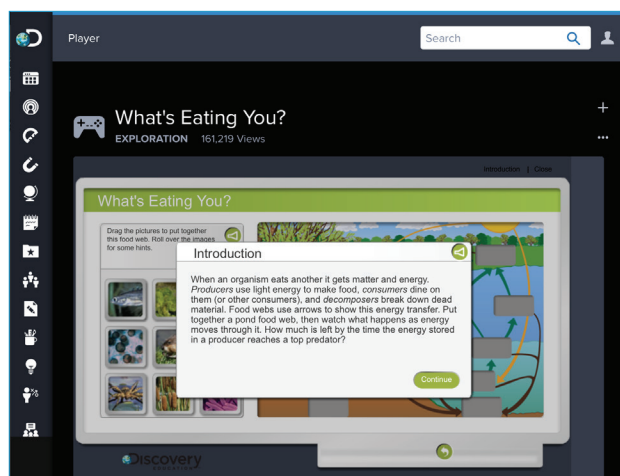 Player
Search
What's Eating You?
EXPLORATION 161,219 Views
Introduction | Close
What's Eating You?
Drag the pictures to put together
this food web. Roll over the images
for some hints.
Introduction
When an organism eats another it gets matter and energy.
Producers use light energy to make food, consumers dine on
them (or other consumers), and decomposers break down dead
material. Food webs use arrows to show this energy transfer. Put
together a pond food web, then watch what happens as energy
moves through it. How much is left by the time the energy stored
in a producer reaches a top predator?
Continue
Discovery
EDUCATION